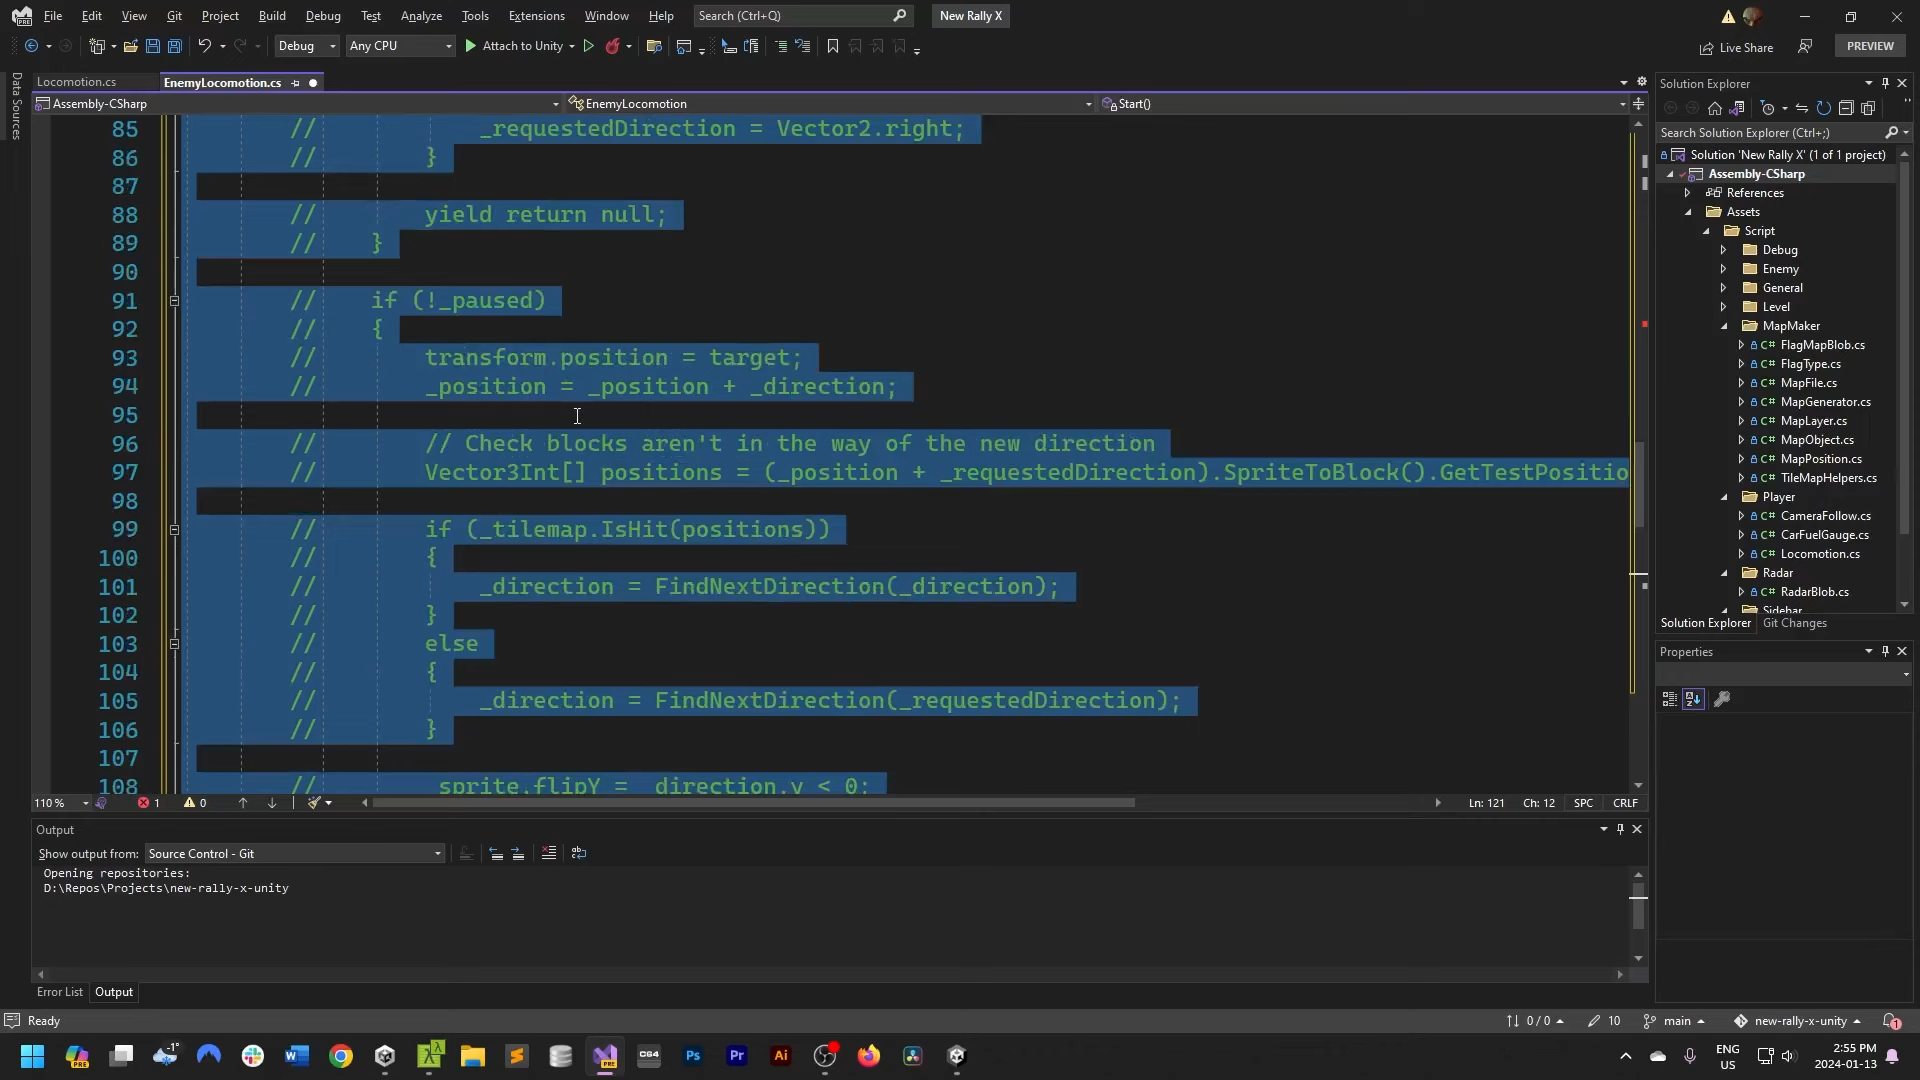 File Edit View Git Project Build Debug Test Analyze Tools Extensions Window Help Search (Ctrl+Q) New Rally X
Debug Any CPU Attach to Unity Live Share PREVIEW
Data Sources
Locomotion.cs EnemyLocomotion.cs
Assembly-CSharp EnemyLocomotion Start()
85 // _requestedDirection = Vector2.right;
86 // }
87
88 // yield return null;
89 // }
90
91 // if (!_paused)
92 // {
93 // transform.position = target;
94 // _position = _position + _direction;
95
96 // // Check blocks aren't in the way of the new direction
97 // Vector3Int[] positions = (_position + _requestedDirection).SpriteToBlock().GetTestPositio
98
99 // if (_tilemap.IsHit(positions))
100 // {
101 // _direction = FindNextDirection(_direction);
102 // }
103 // else
104 // {
105 // _direction = FindNextDirection(_requestedDirection);
106 // }
107
108 // _sprite.flipY = _direction.y < 0;
110 % 1 0 Ln: 121 Ch: 12 SPC CRLF
Output
Show output from: Source Control - Git
Opening repositories:
D:\Repos\Projects\new-rally-x-unity
Error List Output
Solution Explorer
Search Solution Explorer (Ctrl+;)
Solution 'New Rally X' (1 of 1 project)
Assembly-CSharp
References
Assets
Script
Debug
Enemy
General
Level
MapMaker
C# FlagMapBlob.cs
C# FlagType.cs
C# MapFile.cs
C# MapGenerator.cs
C# MapLayer.cs
C# MapObject.cs
C# MapPosition.cs
C# TileMapHelpers.cs
Player
C# CameraFollow.cs
C# CarFuelGauge.cs
C# Locomotion.cs
Radar
C# RadarBlob.cs
Sidebar
Solution Explorer Git Changes
Properties
Ready 0 / 0 10 main new-rally-x-unity 1
-1° W CG4 Ps Pr Ai ENG US 2:55 PM 2024-01-13